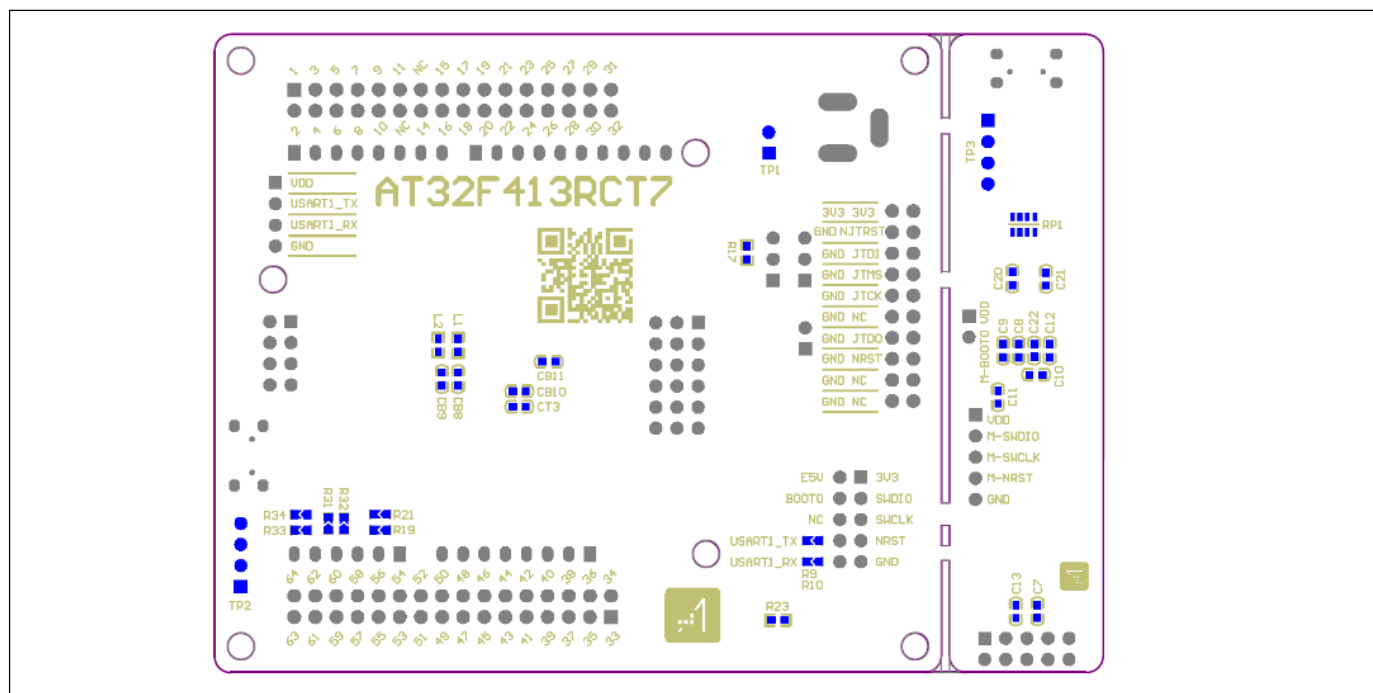 1 3 5 7 9 11 NC 15 17 19 21 23 25 27 29 31
2 4 6 8 10 NC 14 16 18 20 22 24 26 28 30 32
TP1
TP3
VDD
USART1_TX
USART1_RX
GND
AT32F413RCT7
R17
3V3 3V3
GND NJTRST
GND JTDI
GND JTMS
GND JTCK
GND NC
GND JTDO
GND NRST
GND NC
GND NC
RP1
C20
C21
L2
L1
CB11
CB10
CT3
CB9
CB8
VDD
M-BOOT0
C9
C8
C22
C12
C10
C11
VDD
M-SWDIO
M-SWCLK
M-NRST
GND
E5V
3V3
BOOT0
SWDIO
NC
SWCLK
USART1_TX
NRST
USART1_RX
GND
R9
R10
R34
R33
R31
R32
R21
R19
TP2
64 62 60 58 56 54 52 50 48 46 44 42 40 38 36 34
63 61 59 57 55 53 51 49 47 45 43 41 39 37 35 33
R23
C13
C7